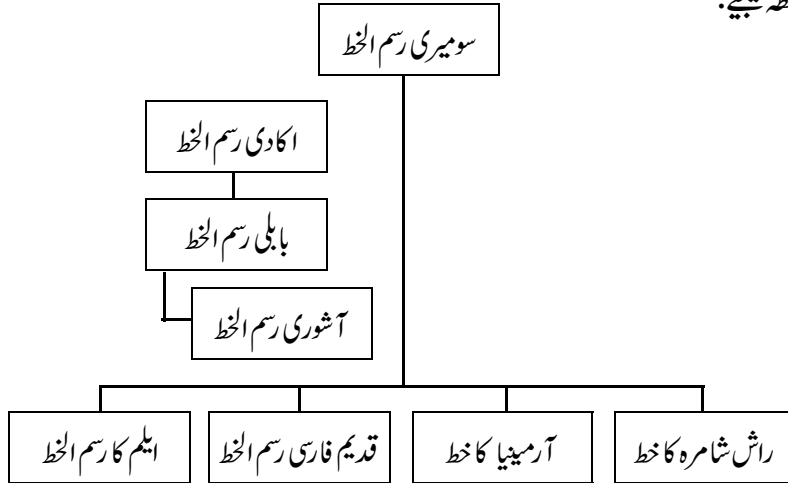 سومیری رسم الخط
اکادی رسم الخط
بابلی رسم الخط
آشوری رسم الخط
راش شامرہ کا خط
آرمینیا کا خط
قدیم فارسی رسم الخط
ایلم کا رسم الخط